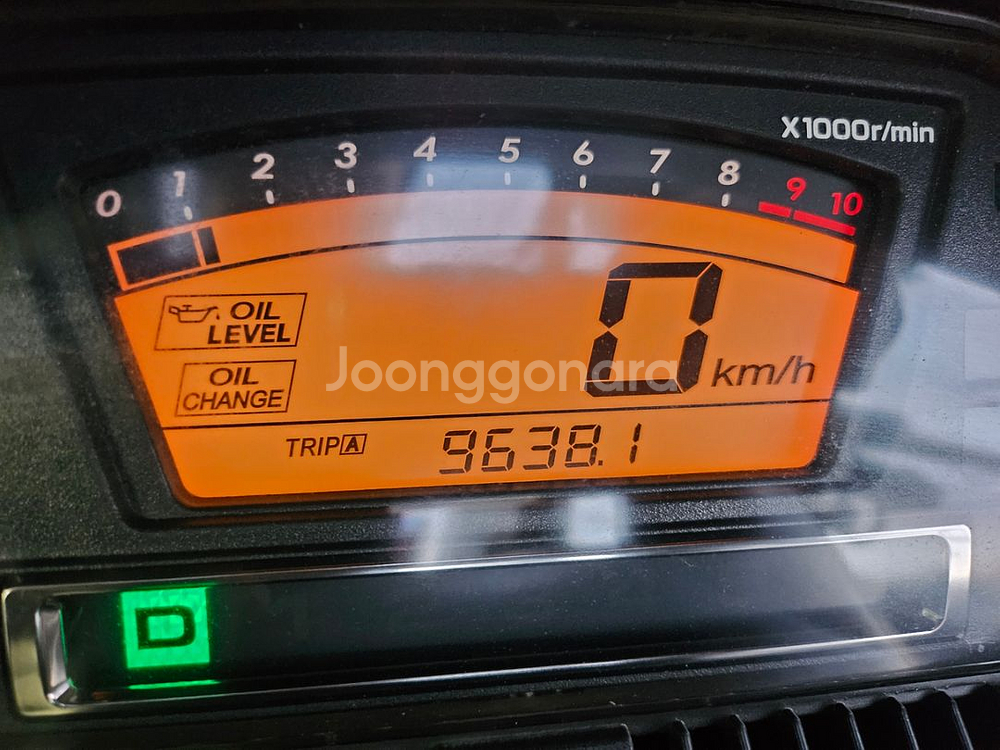 X1000r/min
0 1 2 3 4 5 6 7 8 9 10
OIL
LEVEL
OIL
CHANGE
0 km/h
Joonggonara
TRIP A 9638.1
D